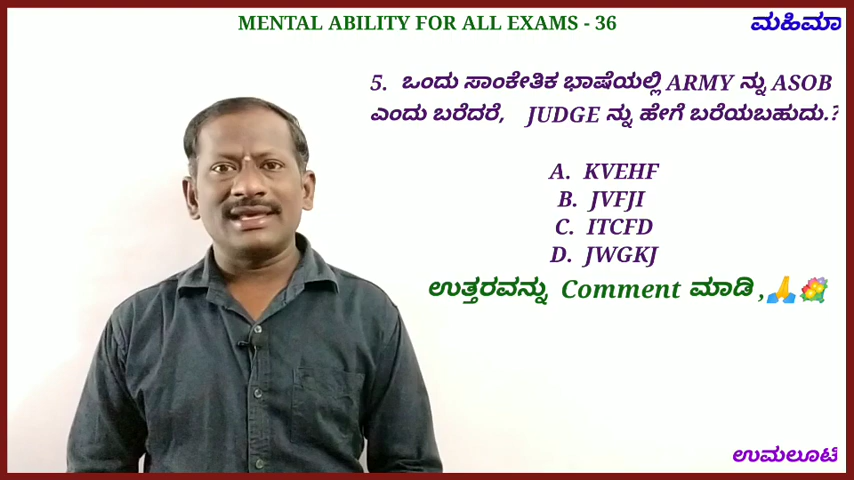 MENTAL ABILITY FOR ALL EXAMS - 36
ಮಹಿಮಾ
5. ಒಂದು ಸಾಂಕೇತಿಕ ಭಾಷೆಯಲ್ಲಿ ARMY ನ್ನು ASOB
ಎಂದು ಬರೆದರೆ, JUDGE ನ್ನು ಹೇಗೆ ಬರೆಯಬಹುದು.?
A. KVEHF
B. JVFJI
C. ITCFD
D. JWGKJ
ಉತ್ತರವನ್ನು Comment ಮಾಡಿ ,🙏💐
ಉಮಲೂಟಿ